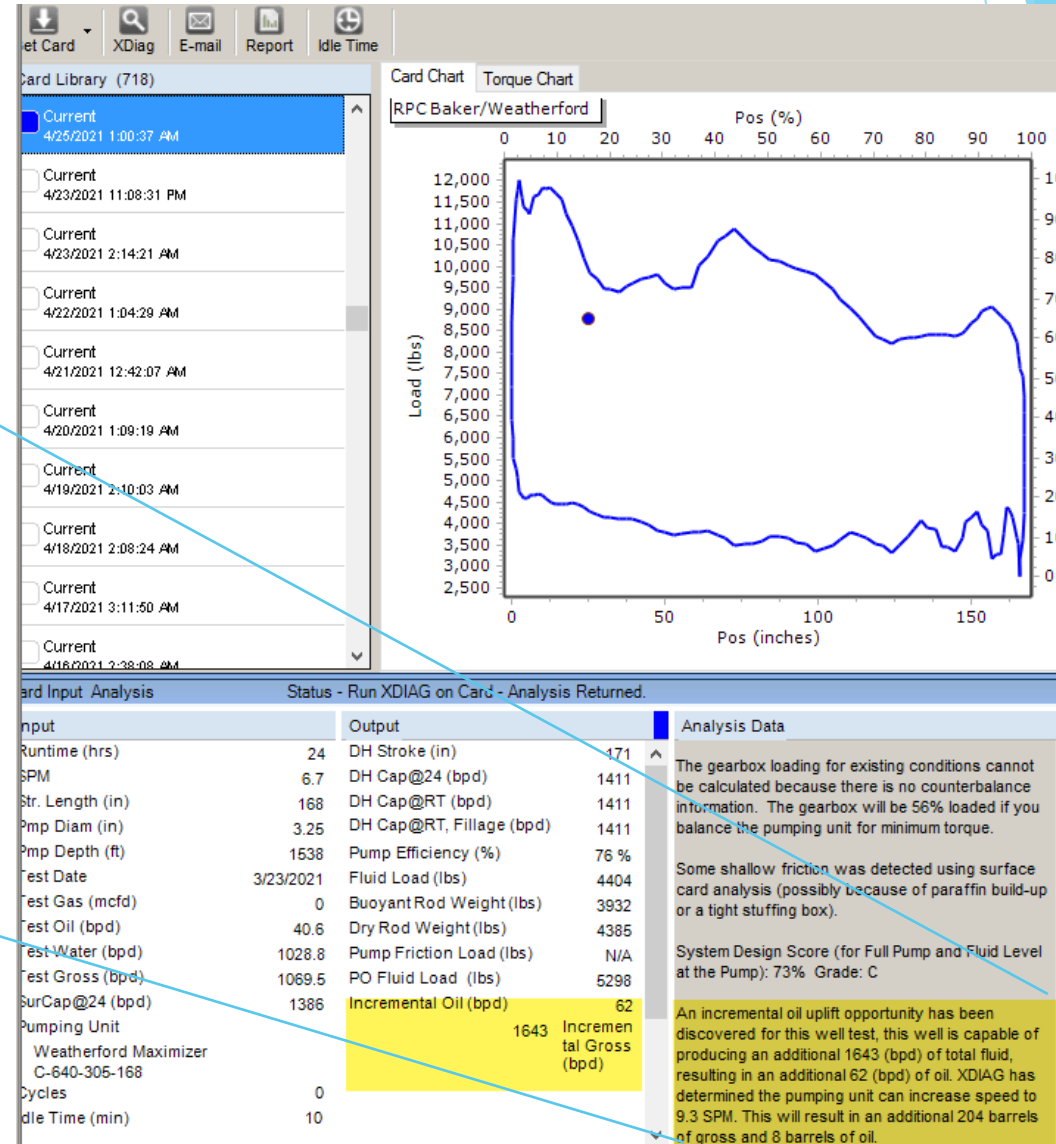 et Card
XDiag
E-mail
Report
Idle Time
Card Library (718)
Current
4/25/2021 1:00:37 AM
Current
4/23/2021 11:08:31 PM
Current
4/23/2021 2:14:21 AM
Current
4/22/2021 1:04:29 AM
Current
4/21/2021 12:42:07 AM
Current
4/20/2021 1:09:19 AM
Current
4/19/2021 2:10:03 AM
Current
4/18/2021 2:08:24 AM
Current
4/17/2021 3:11:50 AM
Current
4/16/2021 2:38:08 AM
Card Chart
Torque Chart
RPC Baker/Weatherford
Pos (%)
0 10 20 30 40 50 60 70 80 90 100
12,000
11,500
11,000
10,500
10,000
9,500
9,000
8,500
8,000
7,500
7,000
6,500
6,000
5,500
5,000
4,500
4,000
3,500
3,000
2,500
Load (lbs)
0 50 100 150
Pos (inches)
10
90
80
70
60
50
40
30
20
10
0
ard Input Analysis
Status - Run XDIAG on Card - Analysis Returned.
nput
Runtime (hrs) 24
SPM 6.7
Str. Length (in) 168
Pmp Diam (in) 3.25
Pmp Depth (ft) 1538
Test Date 3/23/2021
Test Gas (mcfd) 0
Test Oil (bpd) 40.6
Test Water (bpd) 1028.8
Test Gross (bpd) 1069.5
SurCap@24 (bpd) 1386
Pumping Unit
Weatherford Maximizer
C-640-305-168
Cycles 0
Idle Time (min) 10
Output
DH Stroke (in) 171
DH Cap@24 (bpd) 1411
DH Cap@RT (bpd) 1411
DH Cap@RT, Fillage (bpd) 1411
Pump Efficiency (%) 76 %
Fluid Load (lbs) 4404
Buoyant Rod Weight (lbs) 3932
Dry Rod Weight (lbs) 4385
Pump Friction Load (lbs) N/A
PO Fluid Load (lbs) 5298
Incremental Oil (bpd) 62
1643 Incremen
tal Gross
(bpd)
Analysis Data
The gearbox loading for existing conditions cannot
be calculated because there is no counterbalance
information. The gearbox will be 56% loaded if you
balance the pumping unit for minimum torque.
Some shallow friction was detected using surface
card analysis (possibly because of paraffin build-up
or a tight stuffing box).
System Design Score (for Full Pump and Fluid Level
at the Pump): 73% Grade: C
An incremental oil uplift opportunity has been
discovered for this well test, this well is capable of
producing an additional 1643 (bpd) of total fluid,
resulting in an additional 62 (bpd) of oil. XDIAG has
determined the pumping unit can increase speed to
9.3 SPM. This will result in an additional 204 barrels
of gross and 8 barrels of oil.